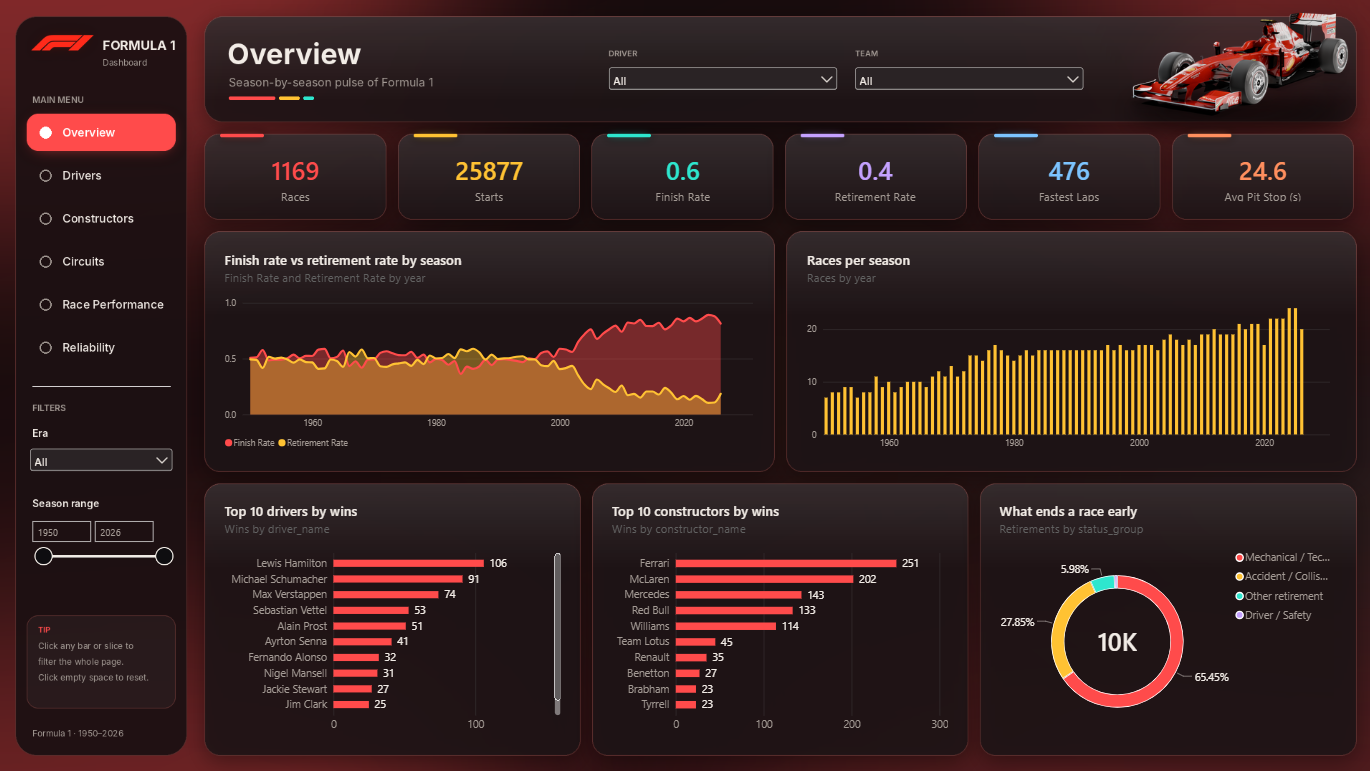 FORMULA 1
Dashboard
MAIN MENU
Overview
Drivers
Constructors
Circuits
Race Performance
Reliability
FILTERS
Era
All
Season range
1950 2026
TIP
Click any bar or slice to
filter the whole page.
Click empty space to reset.
Formula 1 · 1950–2026
Overview
Season-by-season pulse of Formula 1
DRIVER
All
TEAM
All
1169
Races
25877
Starts
0.6
Finish Rate
0.4
Retirement Rate
476
Fastest Laps
24.6
Avg Pit Stop (s)
Finish rate vs retirement rate by season
Finish Rate and Retirement Rate by year
1.0
0.5
0.0
1960 1980 2000 2020
Finish Rate Retirement Rate
Races per season
Races by year
20
10
0
1960 1980 2000 2020
Top 10 drivers by wins
Wins by driver_name
Lewis Hamilton 106
Michael Schumacher 91
Max Verstappen 74
Sebastian Vettel 53
Alain Prost 51
Ayrton Senna 41
Fernando Alonso 32
Nigel Mansell 31
Jackie Stewart 27
Jim Clark 25
0 100
Top 10 constructors by wins
Wins by constructor_name
Ferrari 251
McLaren 202
Mercedes 143
Red Bull 133
Williams 114
Team Lotus 45
Renault 35
Benetton 27
Brabham 23
Tyrrell 23
0 100 200 300
What ends a race early
Retirements by status_group
5.98%
27.85%
10K
65.45%
Mechanical / Tec...
Accident / Collis...
Other retirement
Driver / Safety